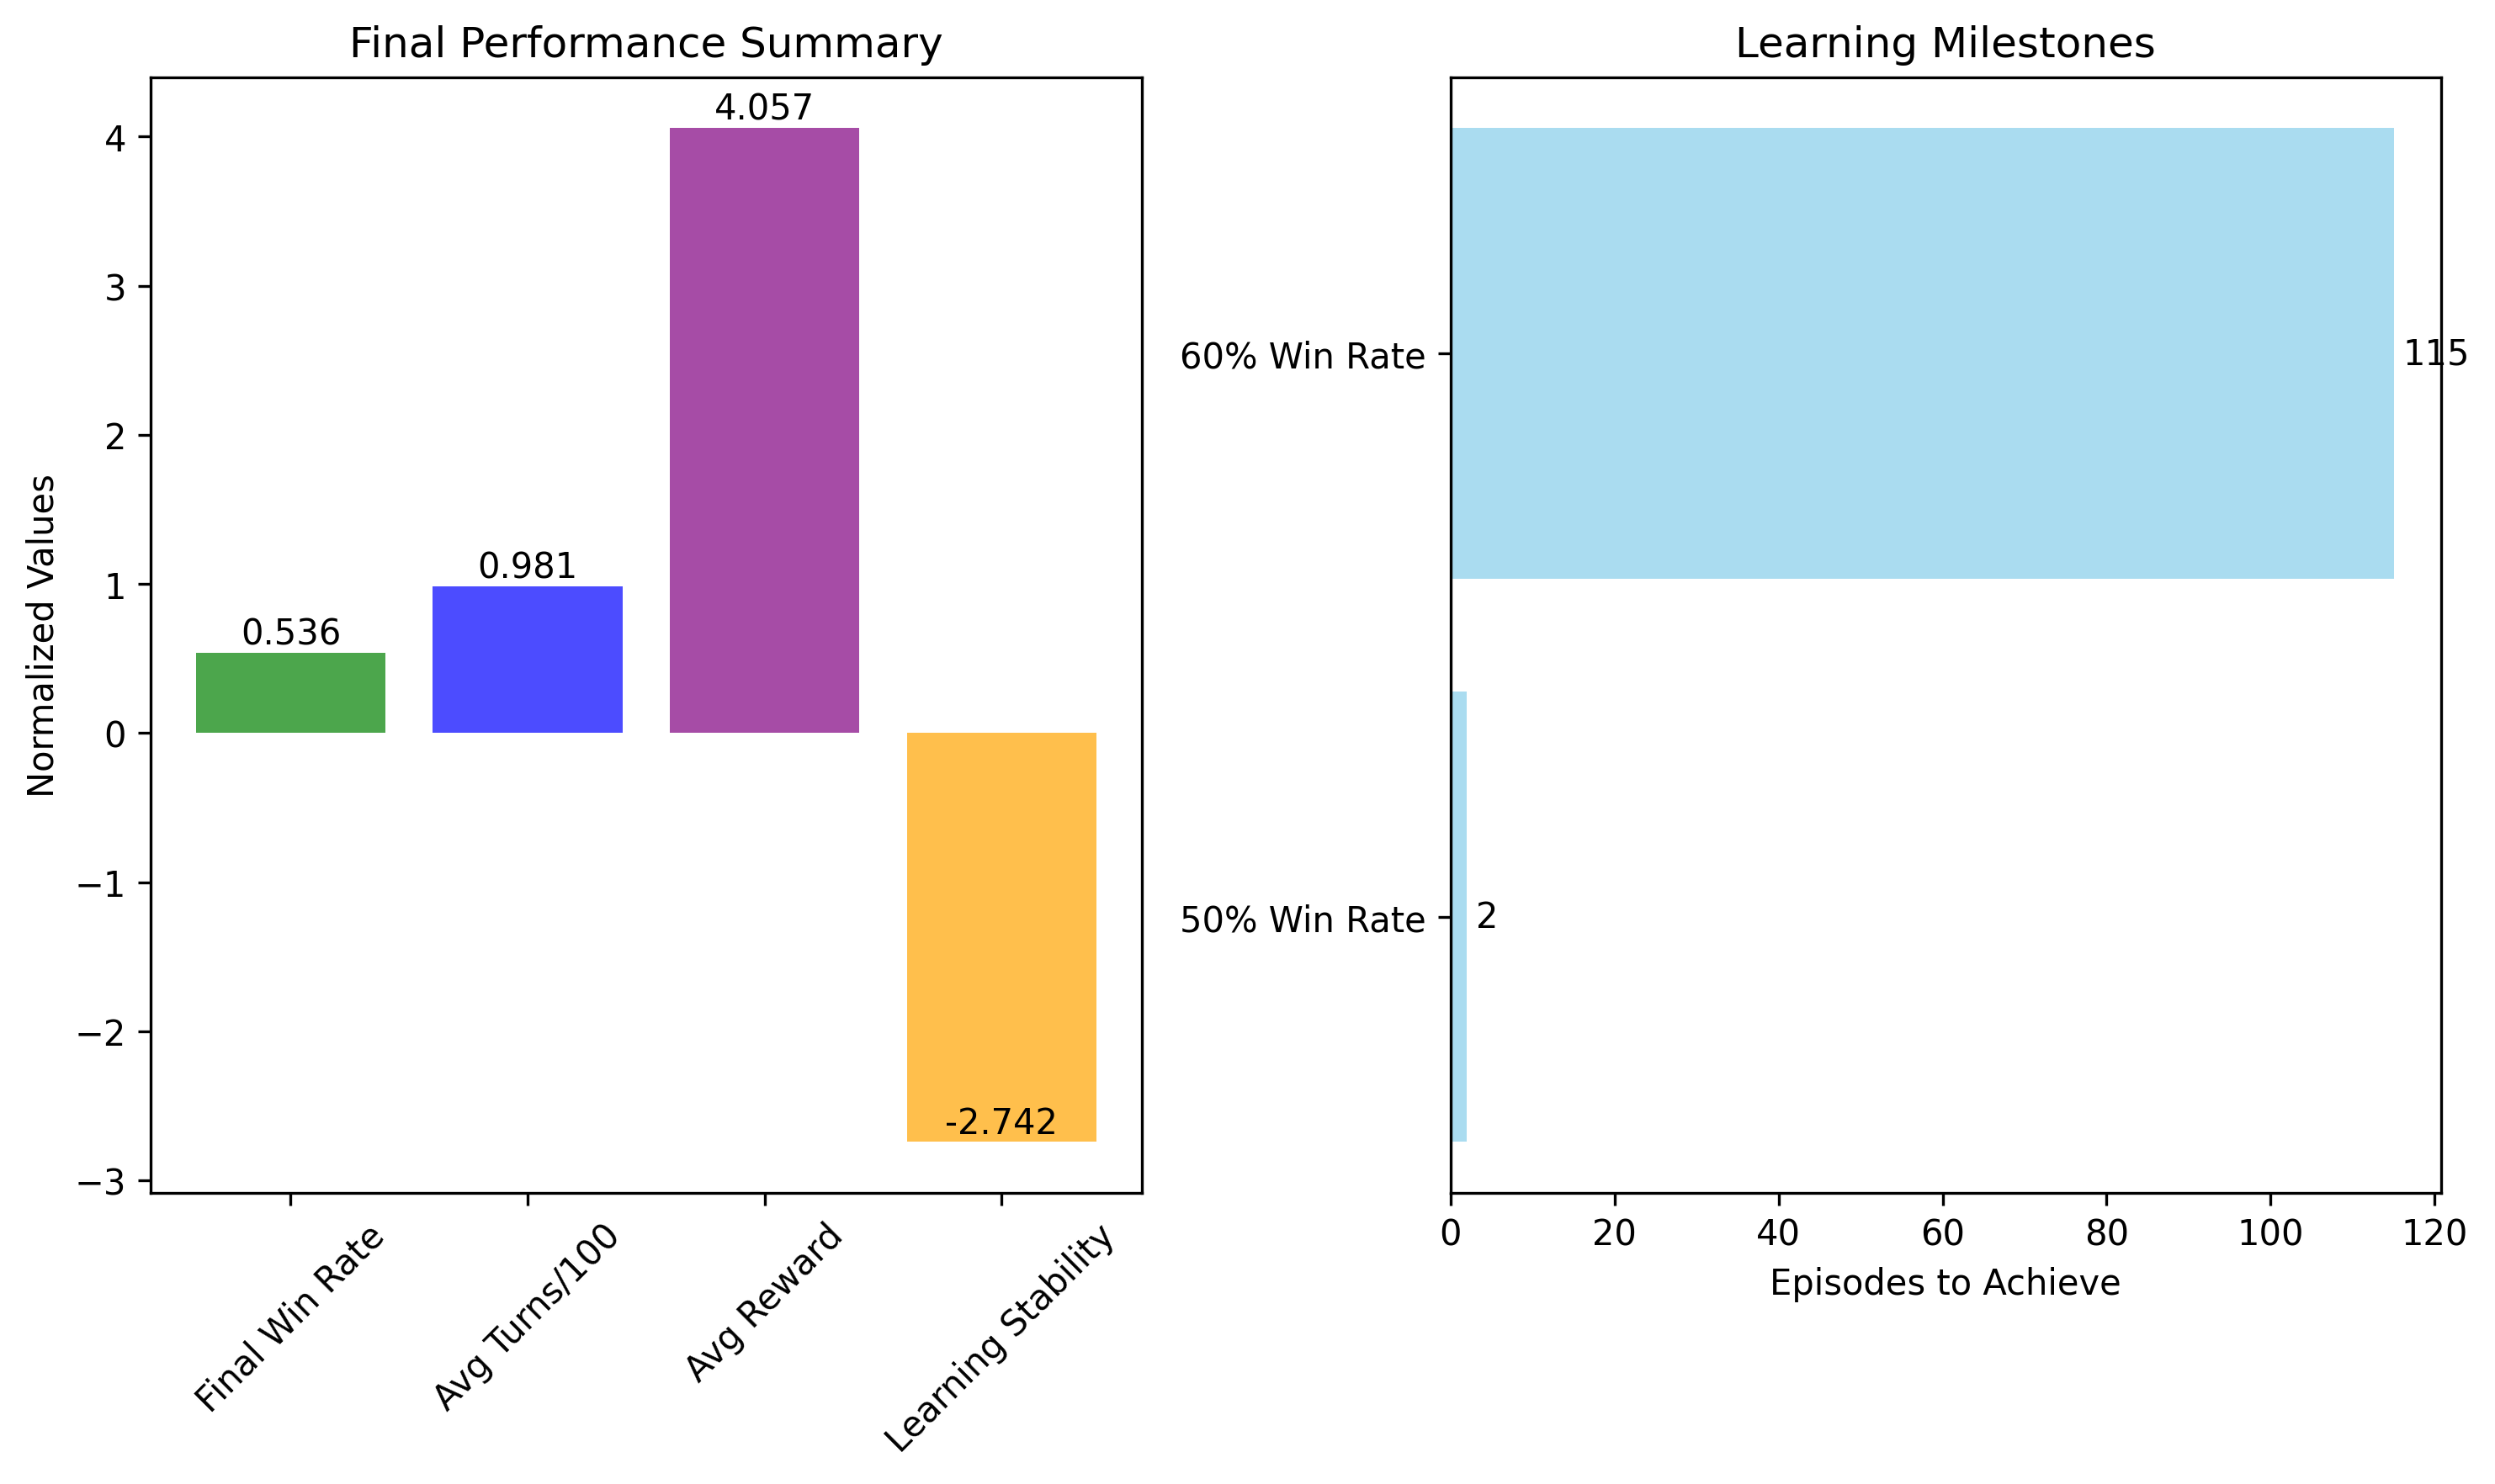 Final Performance Summary
Normalized Values
4
3
2
1
0
−1
−2
−3
0.536
0.981
4.057
-2.742
Final Win Rate
Avg Turns/100
Avg Reward
Learning Stability
Learning Milestones
60% Win Rate
115
50% Win Rate
2
0 20 40 60 80 100 120
Episodes to Achieve